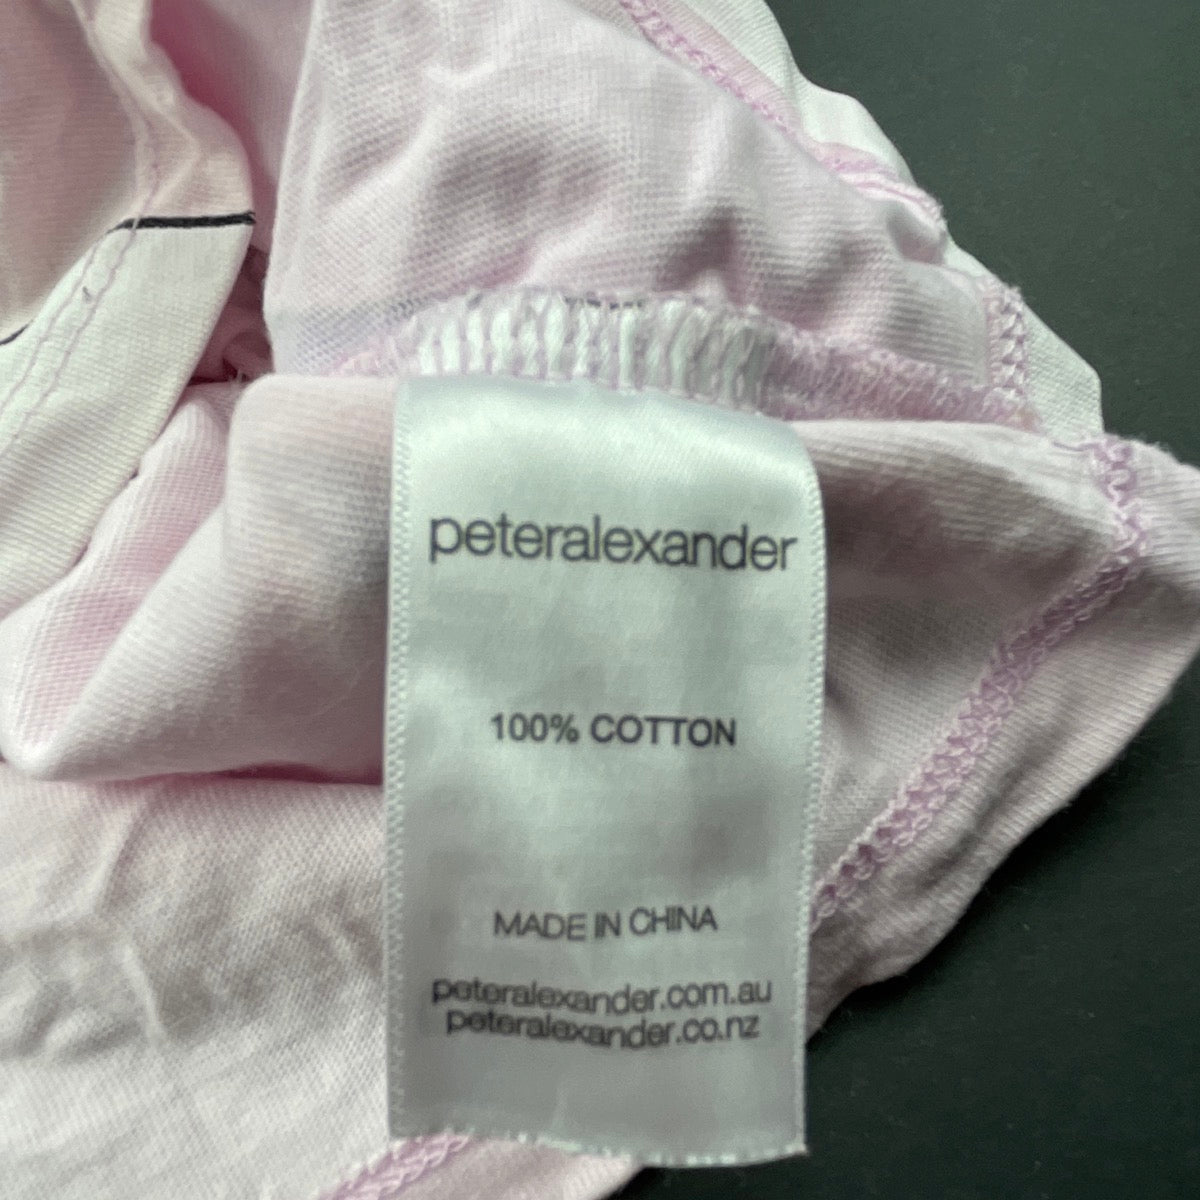 peteralexander
100% COTTON
MADE IN CHINA
peteralexander.com.au
peteralexander.co.nz